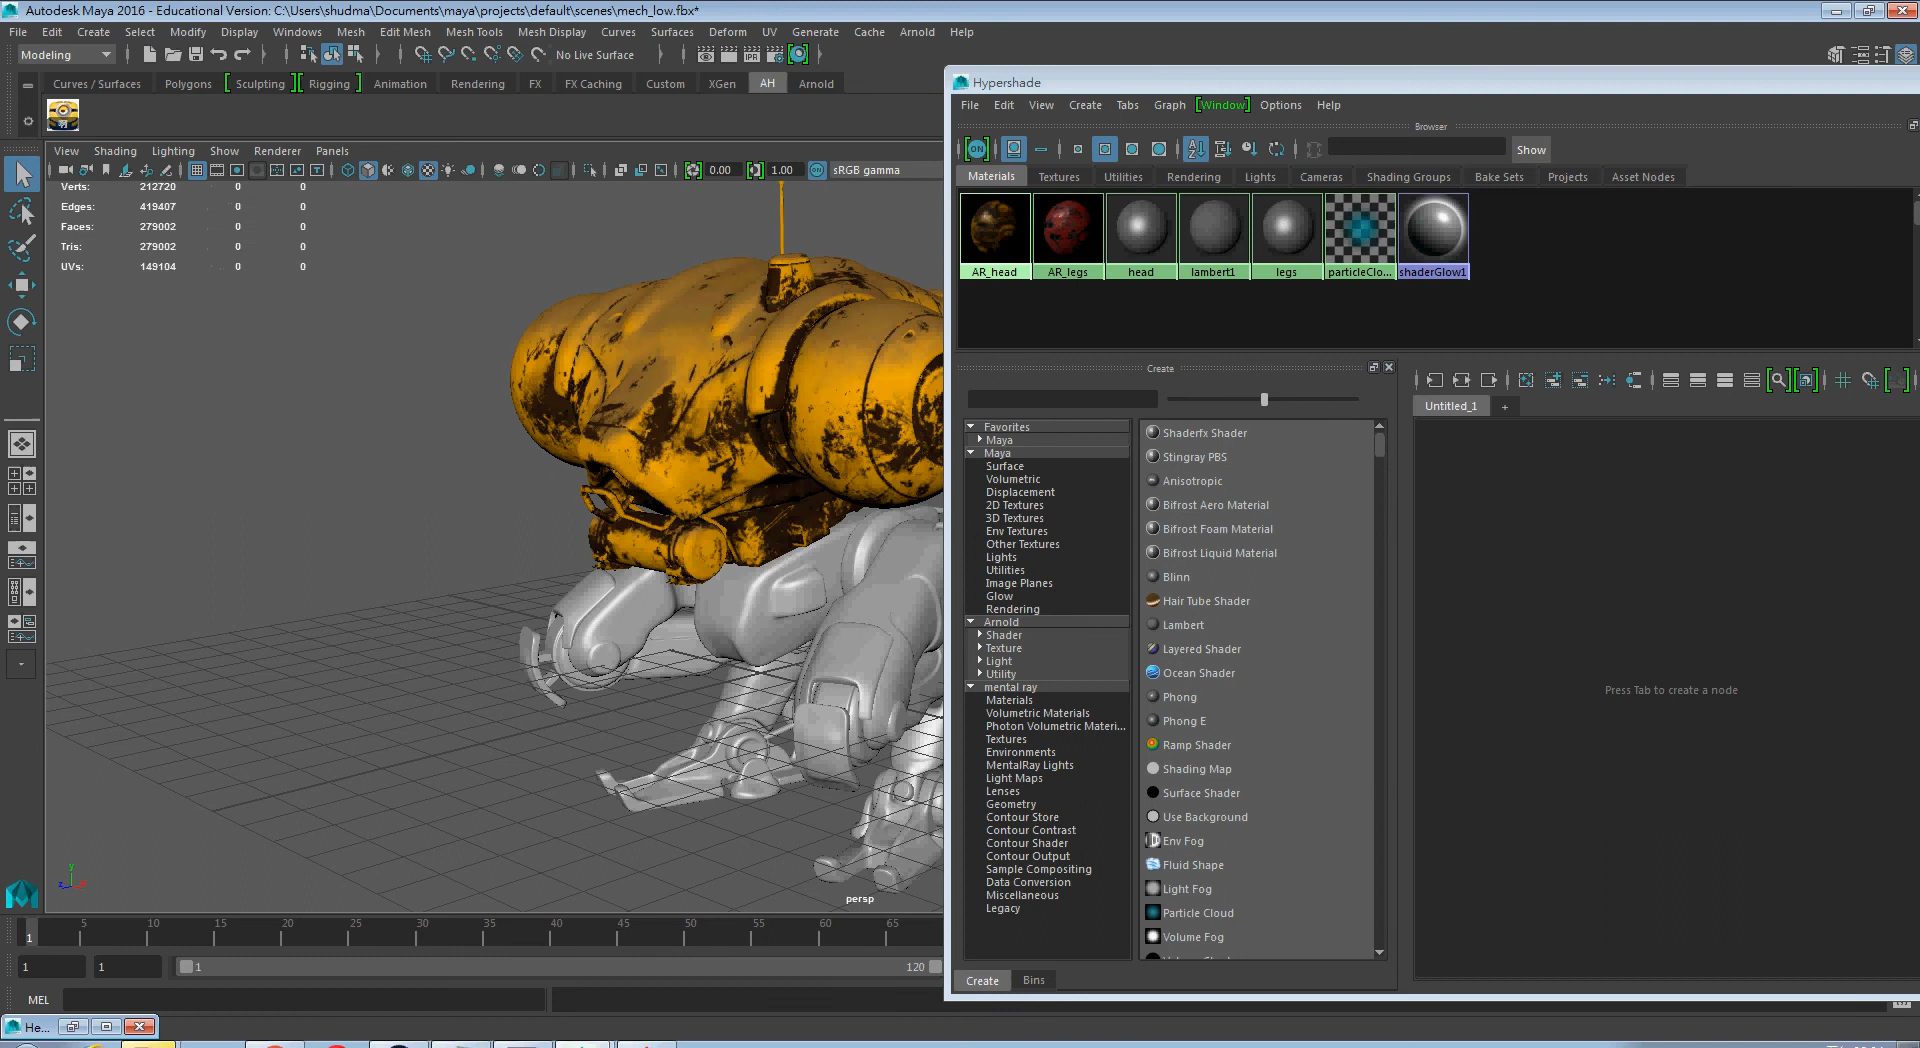 Autodesk Maya 2016 - Educational Version: C:\Users\shudma\Documents\maya\projects\default\scenes\mech_low.fbx*
File Edit Create Select Modify Display Windows Mesh Edit Mesh Mesh Tools Mesh Display Curves Surfaces Deform UV Generate Cache Arnold Help
Modeling No Live Surface
Curves / Surfaces Polygons Sculpting Rigging Animation Rendering FX FX Caching Custom XGen AH Arnold
View Shading Lighting Show Renderer Panels
0.00 1.00 sRGB gamma
Verts: 212720 0 0
Edges: 419407 0 0
Faces: 279002 0 0
Tris: 279002 0 0
UVs: 149104 0 0
persp
5 10 15 20 25 30 35 40 45 50 55 60 65
1
1 1 1 120
MEL
He...
Hypershade
File Edit View Create Tabs Graph [Window] Options Help
Browser
ON Show
Materials Textures Utilities Rendering Lights Cameras Shading Groups Bake Sets Projects Asset Nodes
AR_head AR_legs head lambert1 legs particleClo... shaderGlow1
Create
Favorites
Maya
Maya
Surface
Volumetric
Displacement
2D Textures
3D Textures
Env Textures
Other Textures
Lights
Utilities
Image Planes
Glow
Rendering
Arnold
Shader
Texture
Light
Utility
mental ray
Materials
Volumetric Materials
Photon Volumetric Materi...
Textures
Environments
MentalRay Lights
Light Maps
Lenses
Geometry
Contour Store
Contour Contrast
Contour Shader
Contour Output
Sample Compositing
Data Conversion
Miscellaneous
Legacy
Shaderfx Shader
Stingray PBS
Anisotropic
Bifrost Aero Material
Bifrost Foam Material
Bifrost Liquid Material
Blinn
Hair Tube Shader
Lambert
Layered Shader
Ocean Shader
Phong
Phong E
Ramp Shader
Shading Map
Surface Shader
Use Background
Env Fog
Fluid Shape
Light Fog
Particle Cloud
Volume Fog
Create Bins
Untitled_1 +
Press Tab to create a node